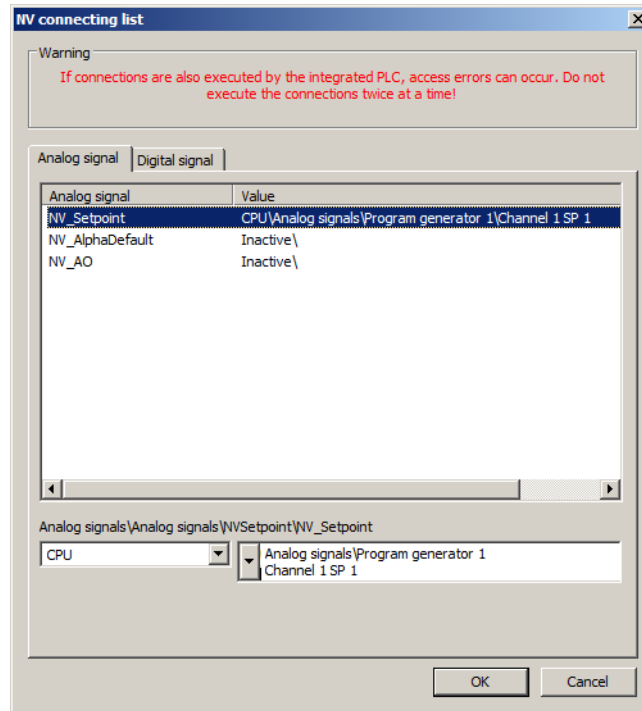 NV connecting list
Warning
If connections are also executed by the integrated PLC, access errors can occur. Do not
execute the connections twice at a time!
Analog signal Digital signal
Analog signal Value
NV_Setpoint CPU\Analog signals\Program generator 1\Channel 1 SP 1
NV_AlphaDefault Inactive\
NV_AO Inactive\
Analog signals\Analog signals\NVSetpoint\NV_Setpoint
CPU
Analog signals\Program generator 1
Channel 1 SP 1
OK Cancel